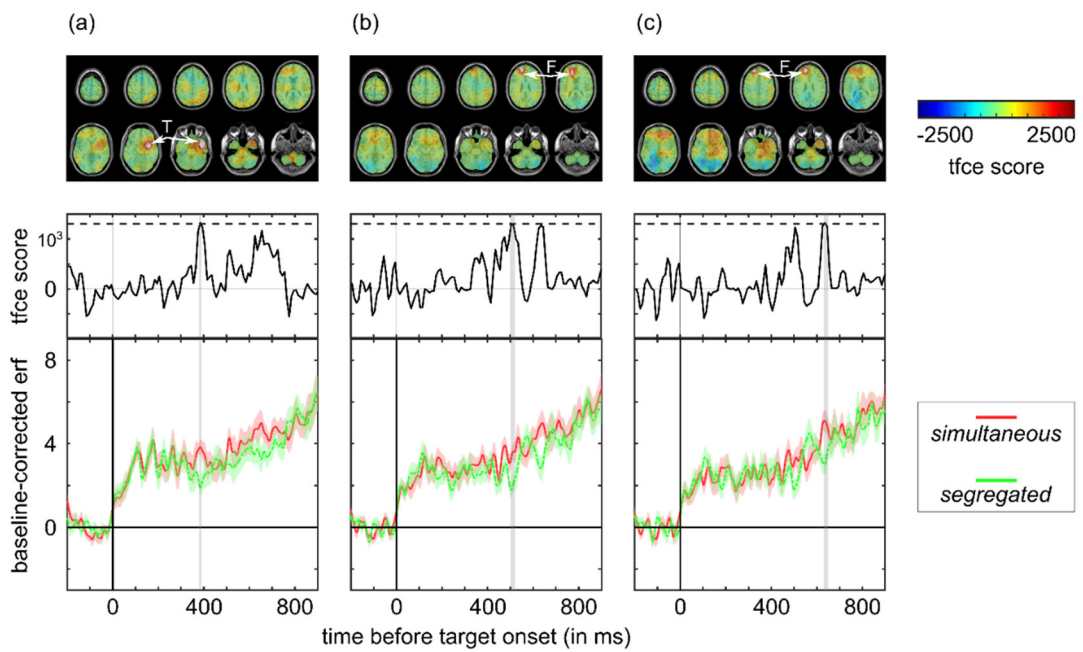 (a)
(b)
(c)
T
F
F
-2500 2500
tfce score
tfce score
10³
0
baseline-corrected erf
8
4
0
0 400 800
0 400 800
0 400 800
time before target onset (in ms)
simultaneous
segregated